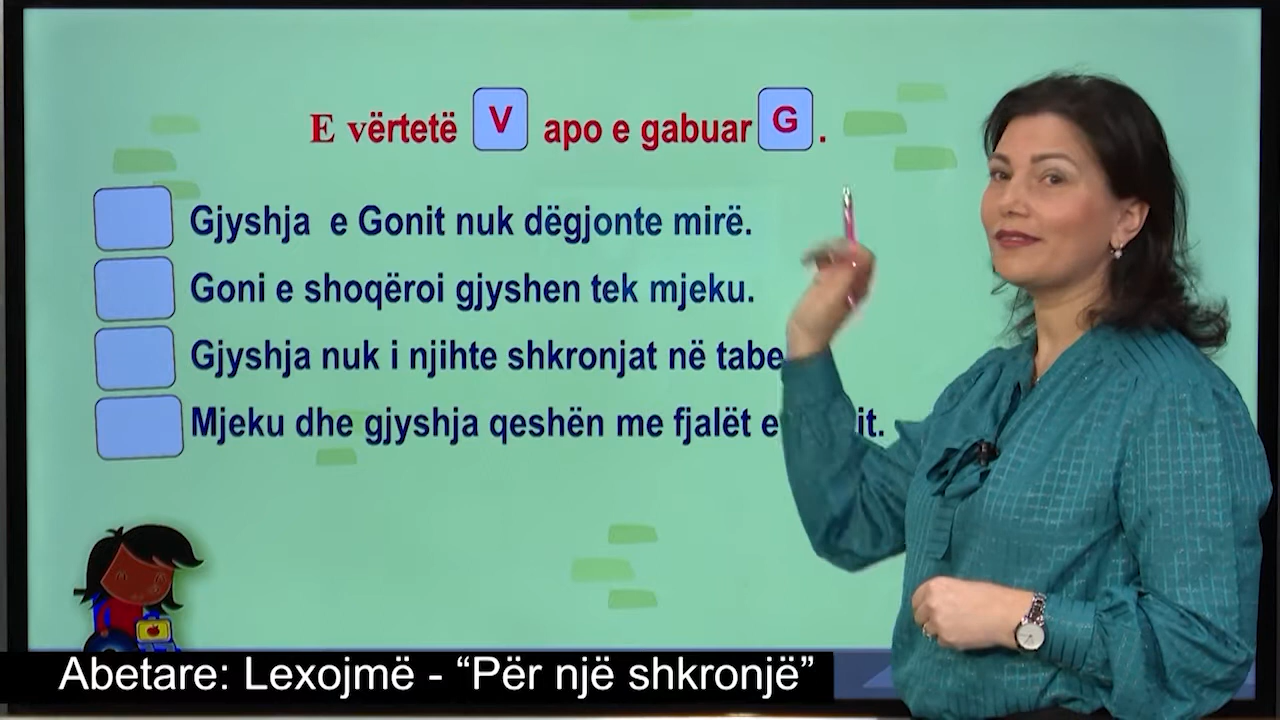 E vërtetë V apo e gabuar G .
Gjyshja e Gonit nuk dëgjonte mirë.
Goni e shoqëroi gjyshen tek mjeku.
Gjyshja nuk i njihte shkronjat në
Mjeku dhe gjyshja qeshën me fjalët e
Abetare: Lexojmë - “Për një shkronjë”